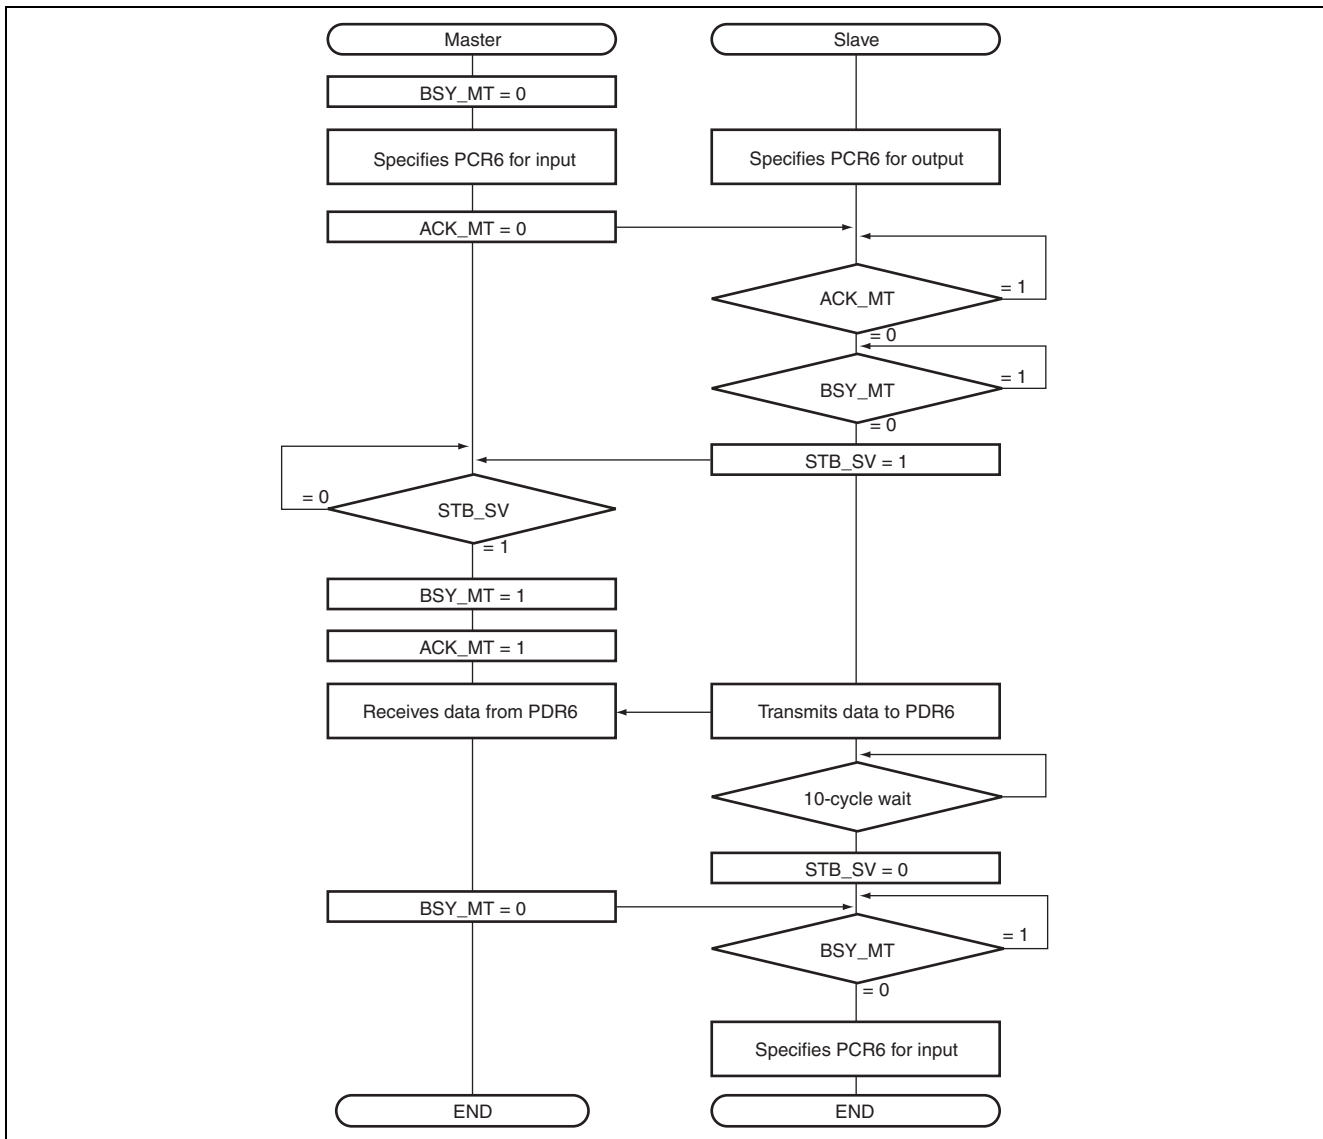 Master
Slave
BSY_MT = 0
Specifies PCR6 for input
Specifies PCR6 for output
ACK_MT = 0
= 1
ACK_MT
= 0
= 1
BSY_MT
= 0
STB_SV = 1
= 0
STB_SV
= 1
BSY_MT = 1
ACK_MT = 1
Receives data from PDR6
Transmits data to PDR6
10-cycle wait
STB_SV = 0
BSY_MT = 0
= 1
BSY_MT
= 0
Specifies PCR6 for input
END
END